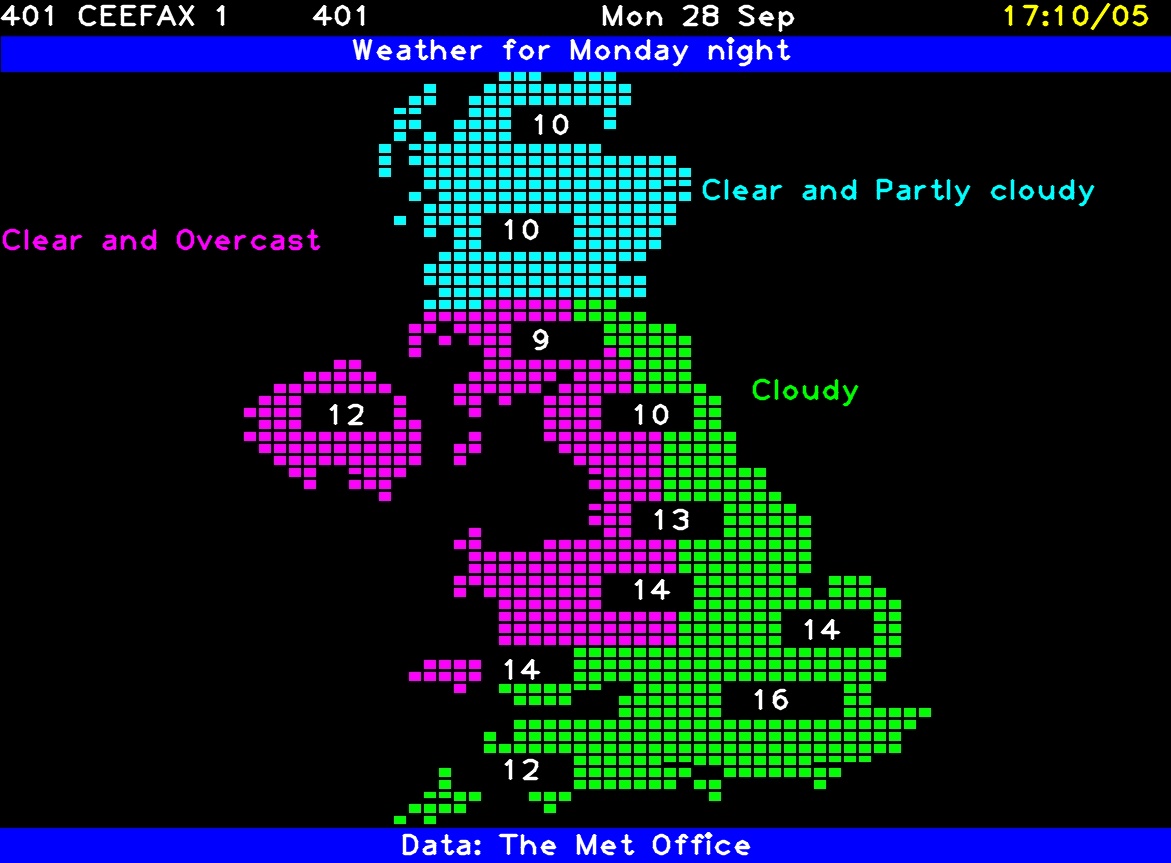 401 CEEFAX 1 401 Mon 28 Sep 17:10/05
Weather for Monday night
10
Clear and Partly cloudy
10
Clear and Overcast
9
Cloudy
12
10
13
14
14
14
16
12
Data: The Met Office